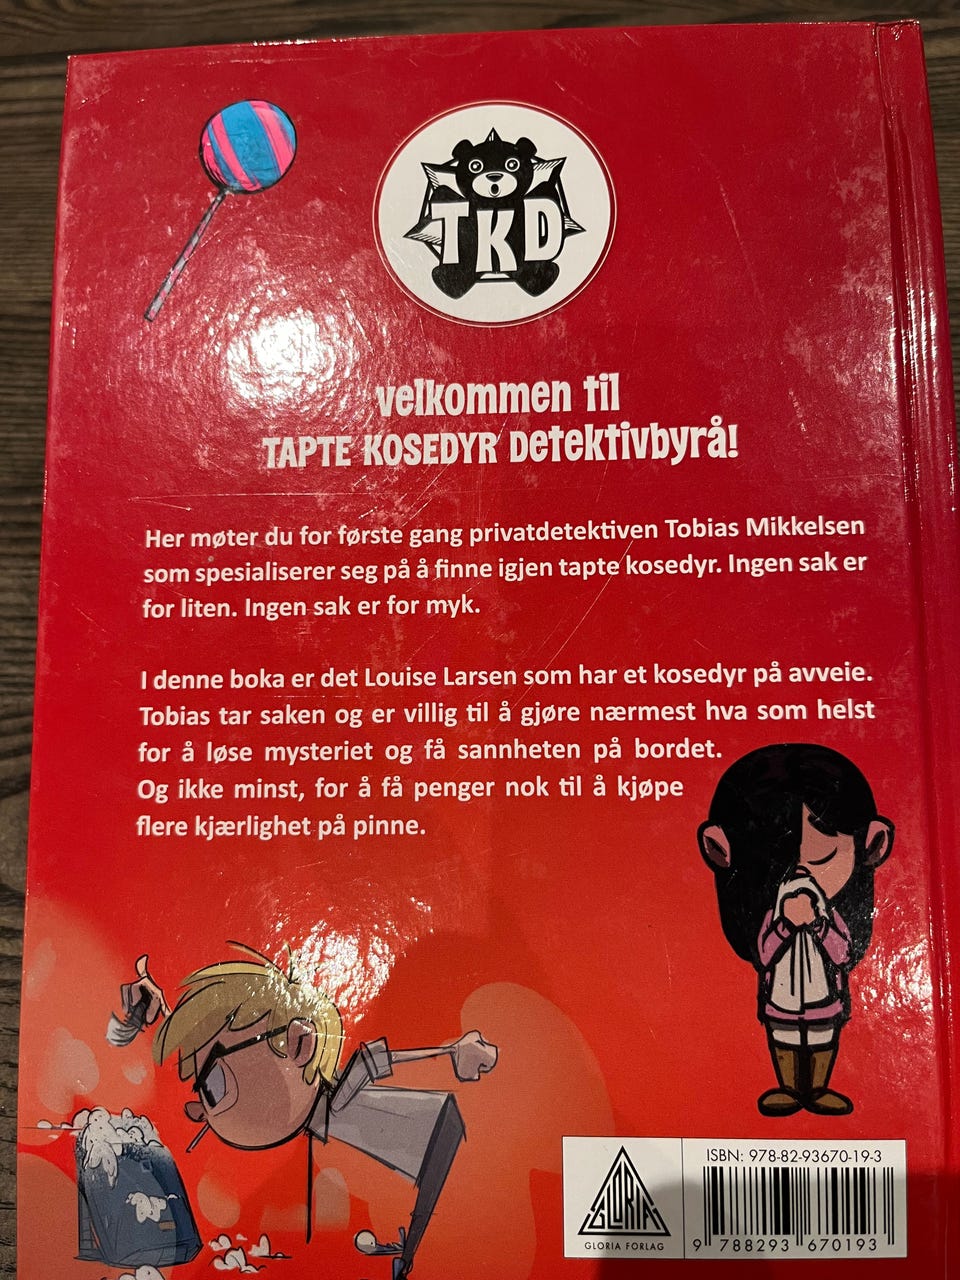 TKD
velkommen til
TAPTE KOSEDYR Detektivbyrå!
Her møter du for første gang privatdetektiven Tobias Mikkelsen
som spesialiserer seg på å finne igjen tapte kosedyr. Ingen sak er
for liten. Ingen sak er for myk.
I denne boka er det Louise Larsen som har et kosedyr på avveie.
Tobias tar saken og er villig til å gjøre nærmest hva som helst
for å løse mysteriet og få sannheten på bordet.
Og ikke minst, for å få penger nok til å kjøpe
flere kjærlighet på pinne.
GLORIA
GLORIA FORLAG
ISBN: 978-82-93670-19-3
9 788293 670193